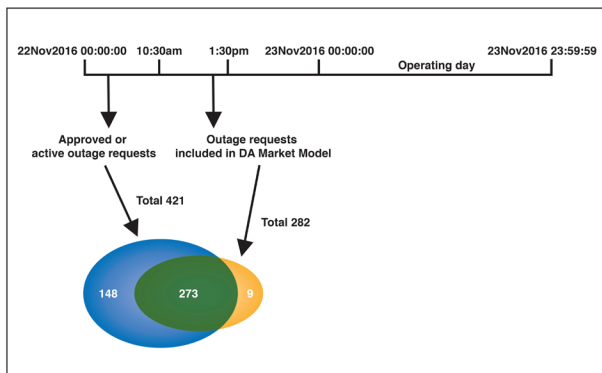 22Nov2016 00:00:00 10:30am 1:30pm 23Nov2016 00:00:00 23Nov2016 23:59:59
Operating day
Approved or
active outage requests
Outage requests
included in DA Market Model
Total 421
Total 282
148 273 9